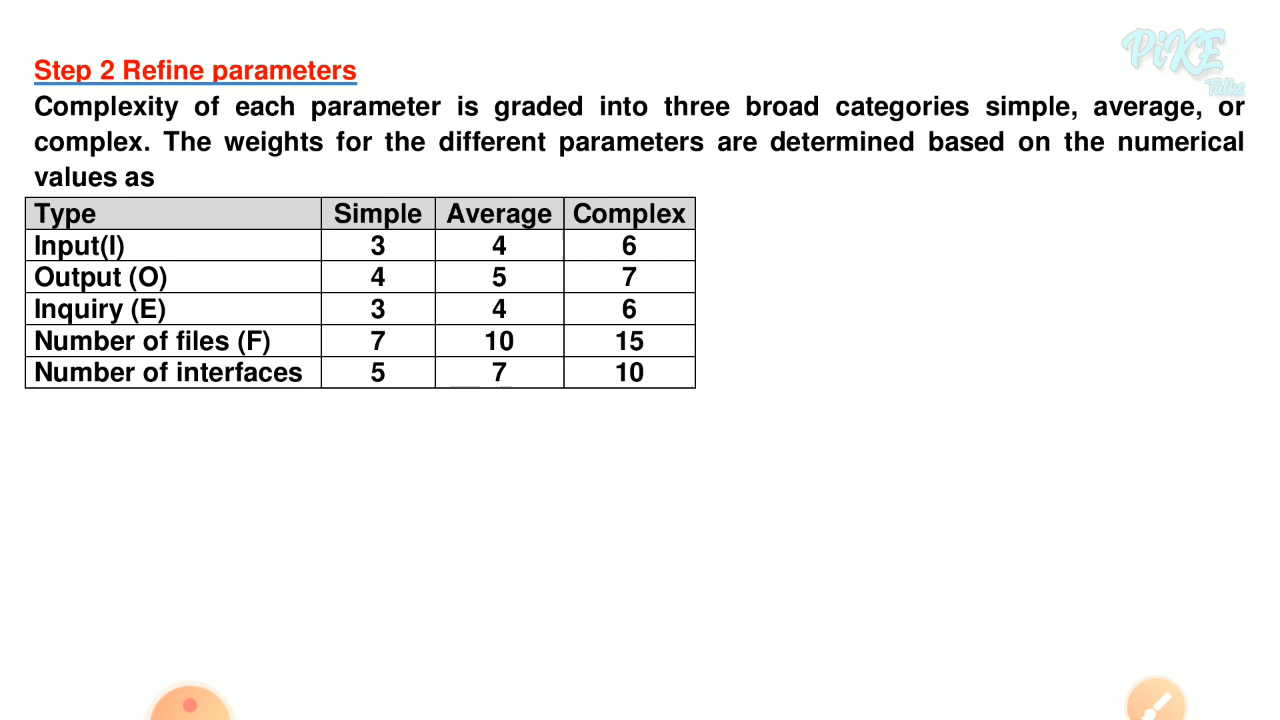 PiKE
Talks
Step 2 Refine parameters
Complexity of each parameter is graded into three broad categories simple, average, or
complex. The weights for the different parameters are determined based on the numerical
values as
Type Simple Average Complex
Input(I) 3 4 6
Output (O) 4 5 7
Inquiry (E) 3 4 6
Number of files (F) 7 10 15
Number of interfaces 5 7 10